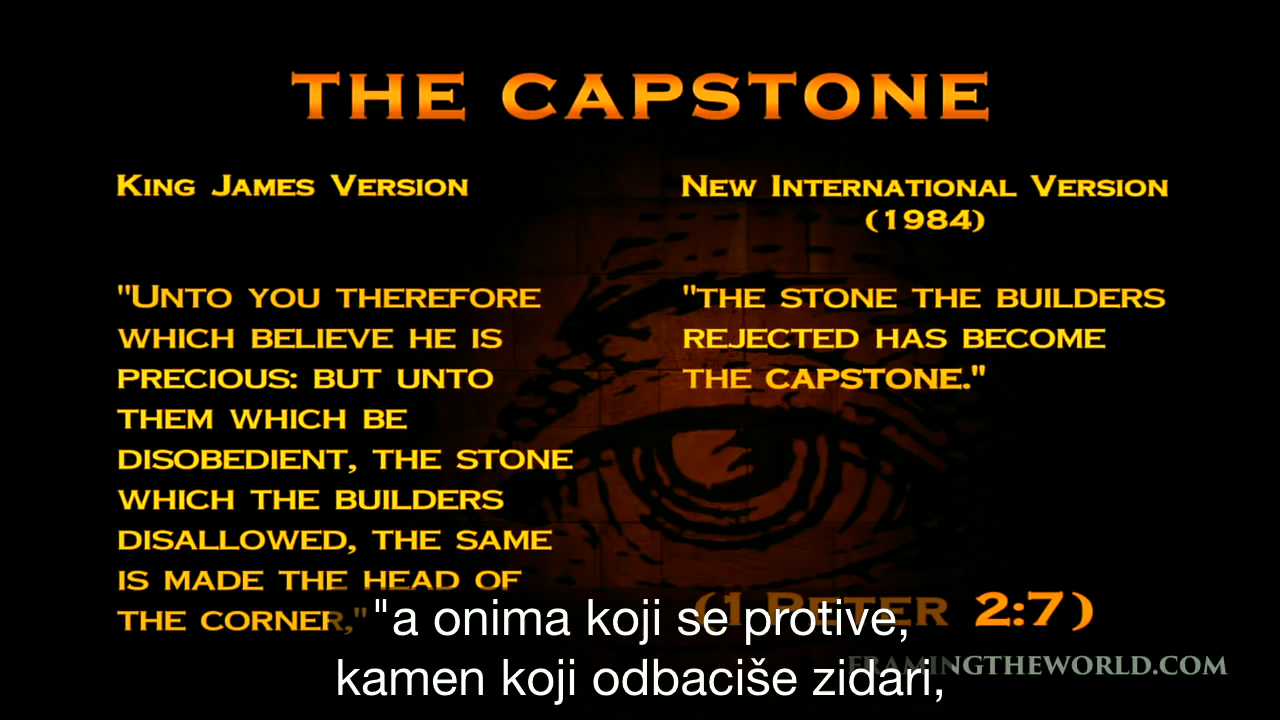 THE CAPSTONE
KING JAMES VERSION
"UNTO YOU THEREFORE
WHICH BELIEVE HE IS
PRECIOUS: BUT UNTO
THEM WHICH BE
DISOBEDIENT, THE STONE
WHICH THE BUILDERS
DISALLOWED, THE SAME
IS MADE THE HEAD OF
THE CORNER,"
NEW INTERNATIONAL VERSION
(1984)
"THE STONE THE BUILDERS
REJECTED HAS BECOME
THE CAPSTONE."
(1 PETER 2:7)
"a onima koji se protive,
kamen koji odbaciše zidari,
FRAMINGTHEWORLD.COM